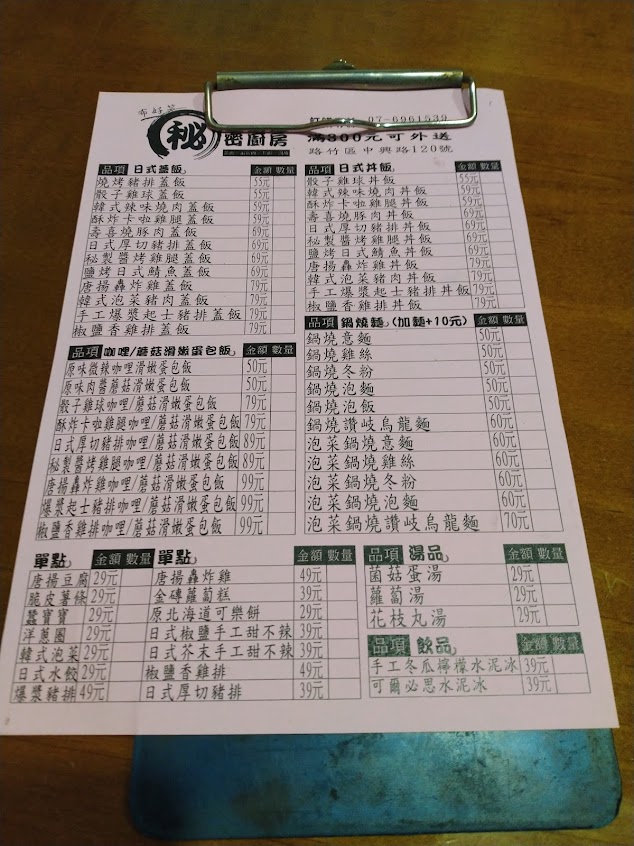 布好箂
秘密廚房
07-6961539
滿300元可外送
路竹區中興路120號
品項 日式蓋飯 金額 數量
燒烤豬排蓋飯 55元
骰子雞球蓋飯 55元
韓式辣味燒肉蓋飯 59元
酥炸卡啦雞腿蓋飯 59元
壽喜燒豚肉蓋飯 69元
日式厚切豬排蓋飯 69元
秘製醬烤雞腿蓋飯 69元
鹽烤日式鯖魚蓋飯 69元
唐揚轟炸雞蓋飯 79元
韓式泡菜豬肉蓋飯 79元
手工爆漿起士豬排蓋飯 79元
椒鹽香雞排蓋飯 79元
品項 日式丼飯 金額 數量
骰子雞球丼飯 55元
韓式辣味燒肉丼飯 59元
酥炸卡啦雞腿丼飯 59元
壽喜燒豚肉丼飯 69元
日式厚切豬排丼飯 69元
秘製醬烤雞腿丼飯 69元
鹽烤日式鯖魚丼飯 69元
唐揚轟炸雞丼飯 79元
韓式泡菜豬肉丼飯 79元
手工爆漿起士豬排丼飯 79元
椒鹽香雞排丼飯 79元
品項 咖哩/蘑菇滑嫩蛋包飯 金額 數量
原味微辣咖哩滑嫩蛋包飯 50元
原味肉醬蘑菇滑嫩蛋包飯 50元
骰子雞球咖哩/蘑菇滑嫩蛋包飯 79元
酥炸卡啦雞腿咖哩/蘑菇滑嫩蛋包飯 79元
日式厚切豬排咖哩/蘑菇滑嫩蛋包飯 89元
秘製醬烤雞腿咖哩/蘑菇滑嫩蛋包飯 89元
唐揚轟炸雞咖哩/蘑菇滑嫩蛋包飯 99元
爆漿起士豬排咖哩/蘑菇滑嫩蛋包飯 99元
椒鹽香雞排咖哩/蘑菇滑嫩蛋包飯 99元
品項 鍋燒麵(加麵+10元) 金額 數量
鍋燒意麵 50元
鍋燒雞絲 50元
鍋燒冬粉 50元
鍋燒泡麵 50元
鍋燒泡飯 50元
鍋燒讚岐烏龍麵 60元
泡菜鍋燒意麵 60元
泡菜鍋燒雞絲 60元
泡菜鍋燒冬粉 60元
泡菜鍋燒泡麵 60元
泡菜鍋燒讚岐烏龍麵 70元
單點 金額 數量
唐揚豆腐 29元
脆皮薯條 29元
蠶寶寶 29元
洋蔥圈 29元
韓式泡菜 29元
日式水餃 29元
爆漿豬排 49元
單點 金額 數量
唐揚轟炸雞 49元
金磚蘿蔔糕 39元
原北海道可樂餅 29元
日式椒鹽手工甜不辣 39元
日式芥末手工甜不辣 39元
椒鹽香雞排 49元
日式厚切豬排 39元
品項 湯品 金額 數量
菌菇蛋湯 29元
蘿蔔湯 29元
花枝丸湯 29元
品項 飲品 金額 數量
手工冬瓜檸檬水泥冰 39元
可爾必思水泥冰 39元